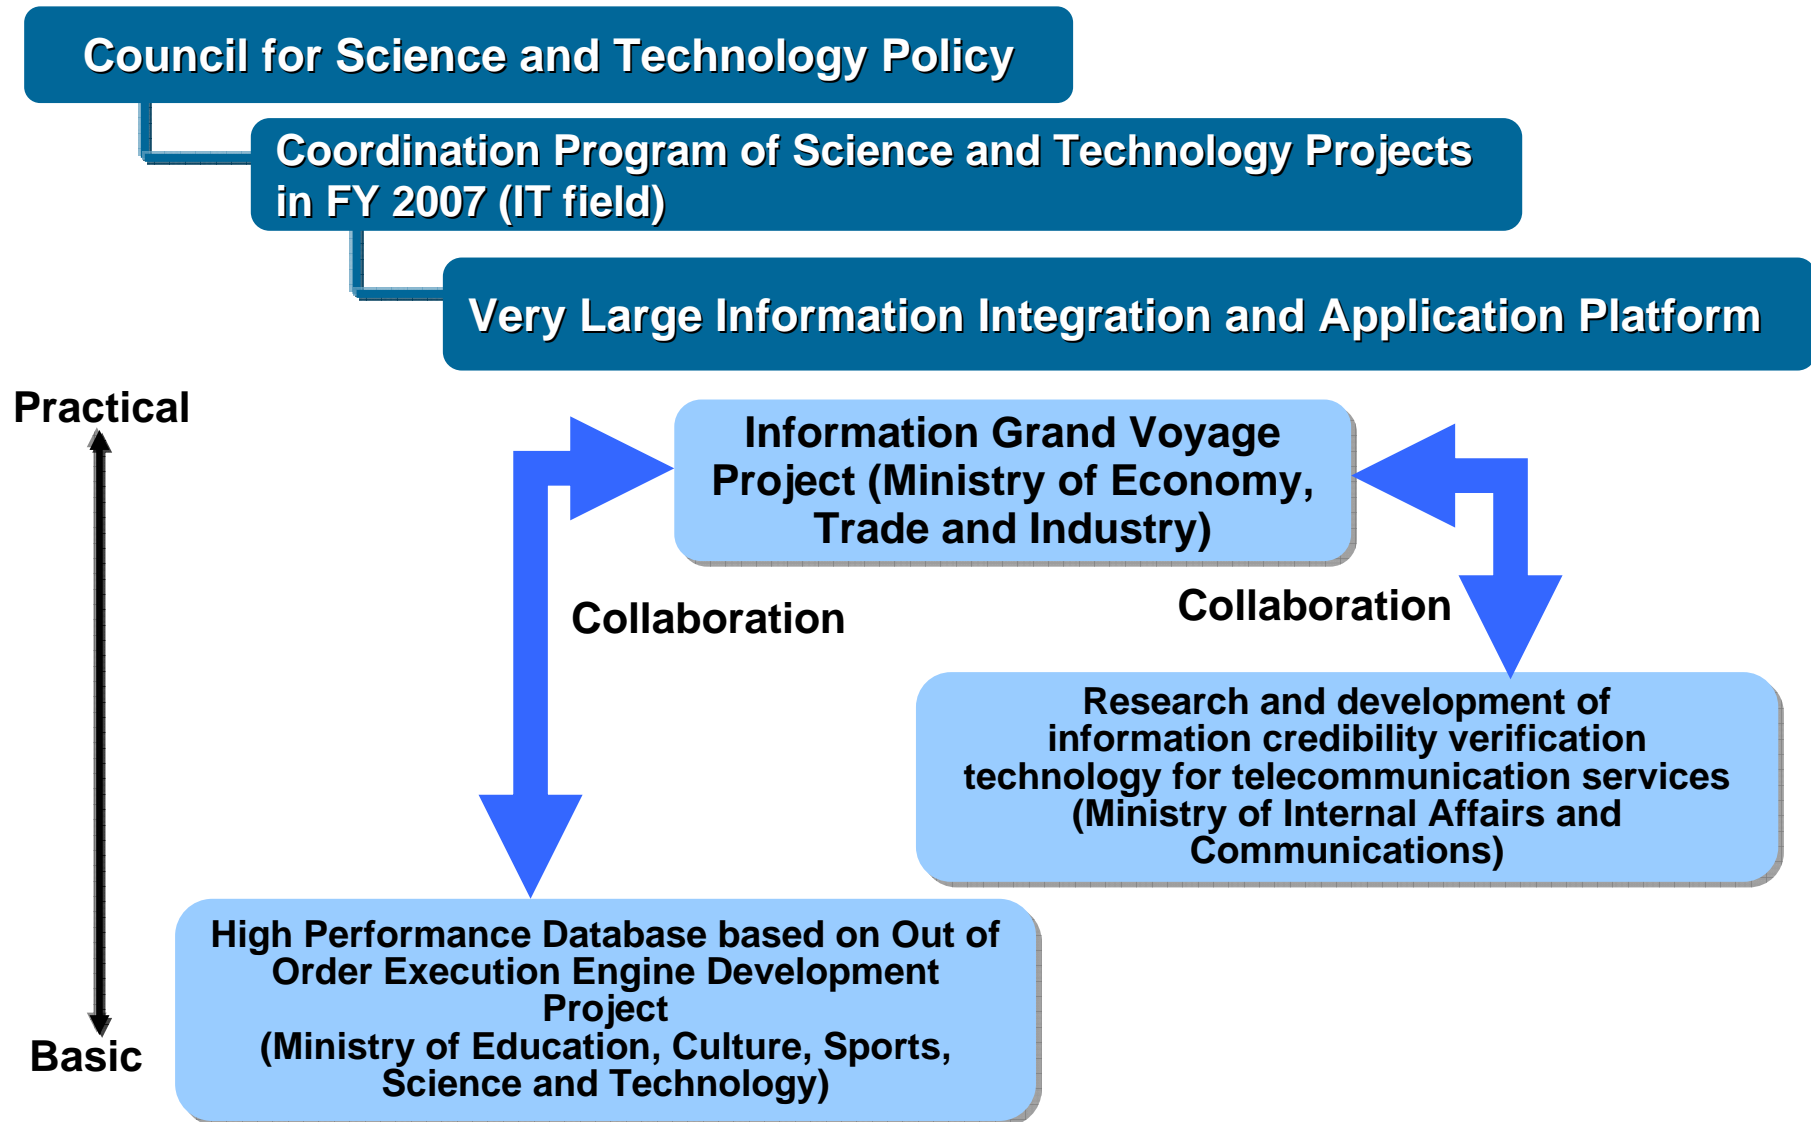 Council for Science and Technology Policy
Coordination Program of Science and Technology Projects
in FY 2007 (IT field)
Very Large Information Integration and Application Platform
Practical
Information Grand Voyage
Project (Ministry of Economy,
Trade and Industry)
Collaboration
Collaboration
Research and development of
information credibility verification
technology for telecommunication services
(Ministry of Internal Affairs and
Communications)
High Performance Database based on Out of
Order Execution Engine Development
Project
(Ministry of Education, Culture, Sports,
Science and Technology)
Basic